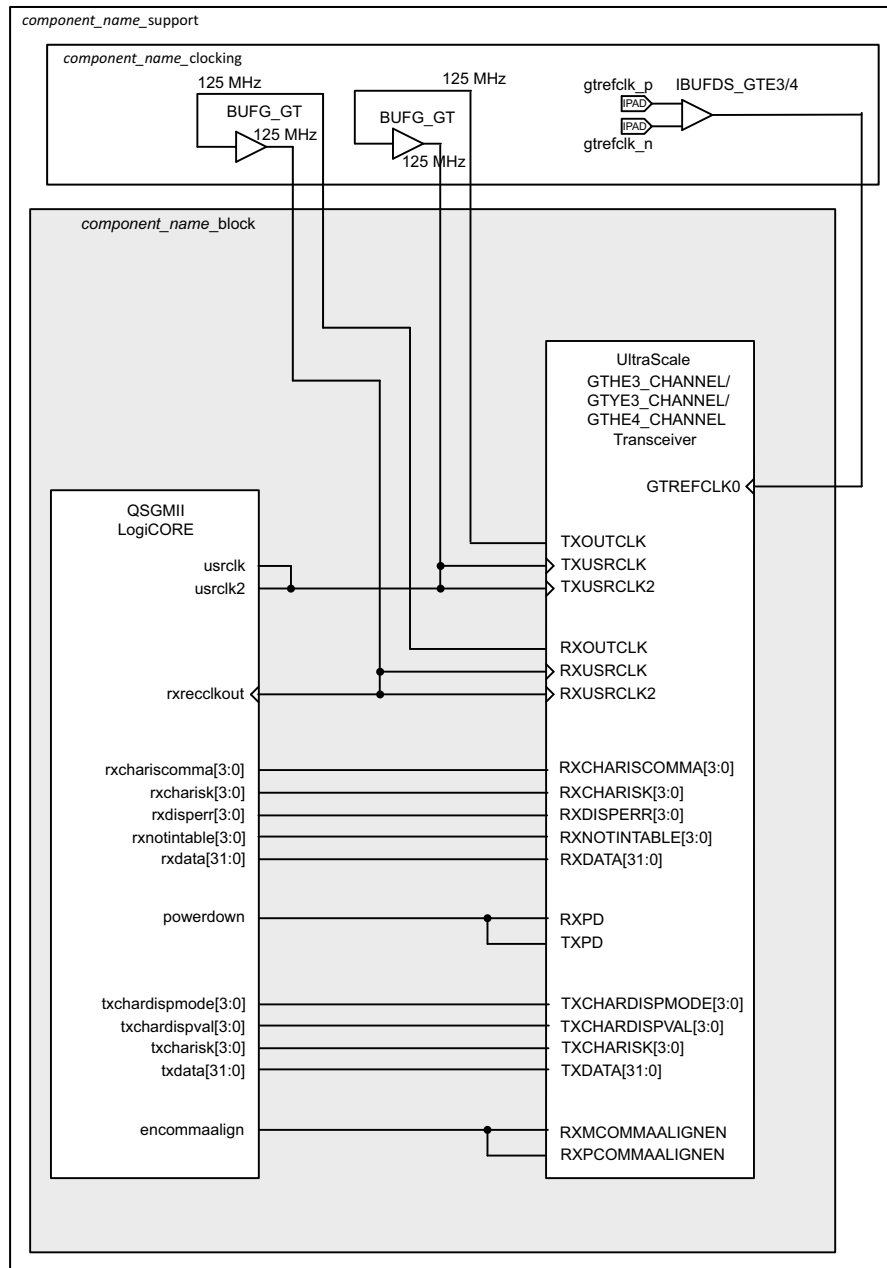 component_name_support
component_name_clocking
125 MHz
125 MHz
gtrefclk_p
IBUFDS_GTE3/4
IPAD
BUFG_GT
BUFG_GT
125 MHz
125 MHz
IPAD
gtrefclk_n
component_name_block
UltraScale
GTHE3_CHANNEL/
GTYE3_CHANNEL/
GTHE4_CHANNEL
Transceiver
GTREFCLK0
QSGMII
LogiCORE
usrclk
usrclk2
TXOUTCLK
TXUSRCLK
TXUSRCLK2
rxrecclkout
RXOUTCLK
RXUSRCLK
RXUSRCLK2
rxchariscomma[3:0]
rxcharisk[3:0]
rxdisperr[3:0]
rxnotintable[3:0]
rxdata[31:0]
RXCHARISCOMMA[3:0]
RXCHARISK[3:0]
RXDISPERR[3:0]
RXNOTINTABLE[3:0]
RXDATA[31:0]
powerdown
RXPD
TXPD
txchardispmode[3:0]
txchardispval[3:0]
txcharisk[3:0]
txdata[31:0]
TXCHARDISPMODE[3:0]
TXCHARDISPVAL[3:0]
TXCHARISK[3:0]
TXDATA[31:0]
encommaalign
RXMCOMMAALIGNEN
RXPCOMMAALIGNEN